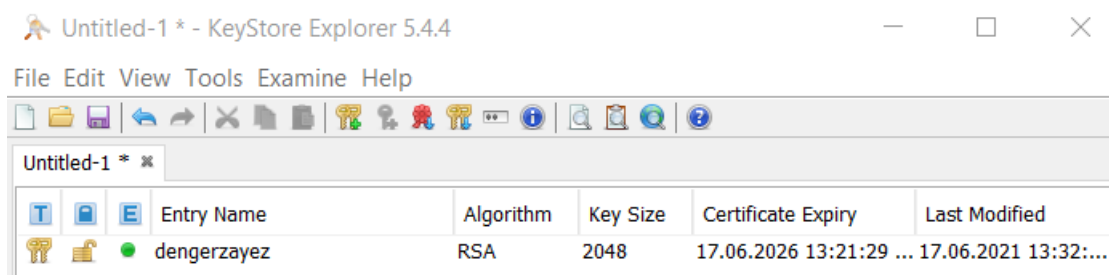 Untitled-1 * - KeyStore Explorer 5.4.4
File Edit View Tools Examine Help
Untitled-1 *
T E Entry Name Algorithm Key Size Certificate Expiry Last Modified
dengerzayez RSA 2048 17.06.2026 13:21:29 ... 17.06.2021 13:32:...